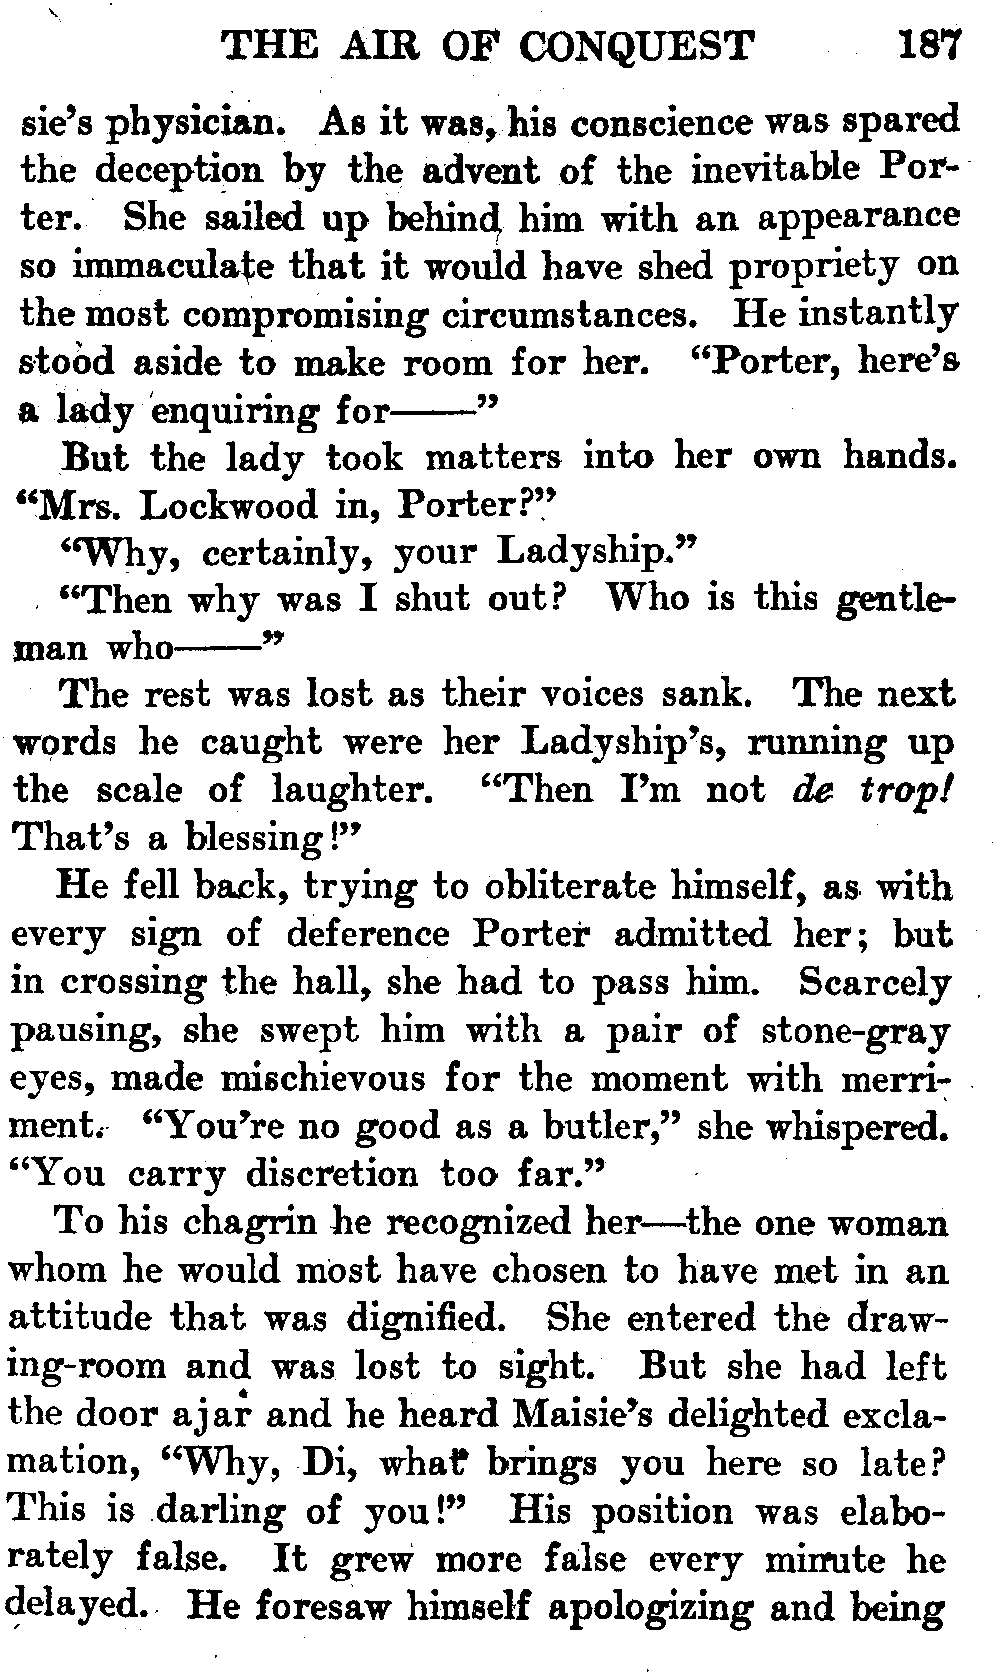 THE AIR OF CONQUEST 187
sie's physician. As it was, his conscience was spared
the deception by the advent of the inevitable Por-
ter. She sailed up behind him with an appearance
so immaculate that it would have shed propriety on
the most compromising circumstances. He instantly
stood aside to make room for her. “Porter, here's
a lady enquiring for——”
But the lady took matters into her own hands.
“Mrs. Lockwood in, Porter?”
“Why, certainly, your Ladyship.”
“Then why was I shut out? Who is this gentle-
man who——”
The rest was lost as their voices sank. The next
words he caught were her Ladyship's, running up
the scale of laughter. “Then I'm not de trop!
That's a blessing!”
He fell back, trying to obliterate himself, as with
every sign of deference Porter admitted her; but
in crossing the hall, she had to pass him. Scarcely
pausing, she swept him with a pair of stone-gray
eyes, made mischievous for the moment with merri-
ment. “You're no good as a butler,” she whispered.
“You carry discretion too far.”
To his chagrin he recognized her—the one woman
whom he would most have chosen to have met in an
attitude that was dignified. She entered the draw-
ing-room and was lost to sight. But she had left
the door ajar and he heard Maisie's delighted excla-
mation, “Why, Di, what brings you here so late?
This is darling of you!” His position was elabo-
rately false. It grew more false every minute he
delayed. He foresaw himself apologizing and being